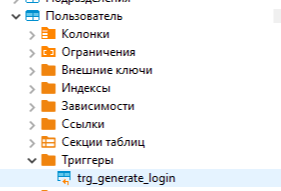 Пользователь
Колонки
Ограничения
Внешние ключи
Индексы
Зависимости
Ссылки
Секции таблиц
Триггеры
trg_generate_login